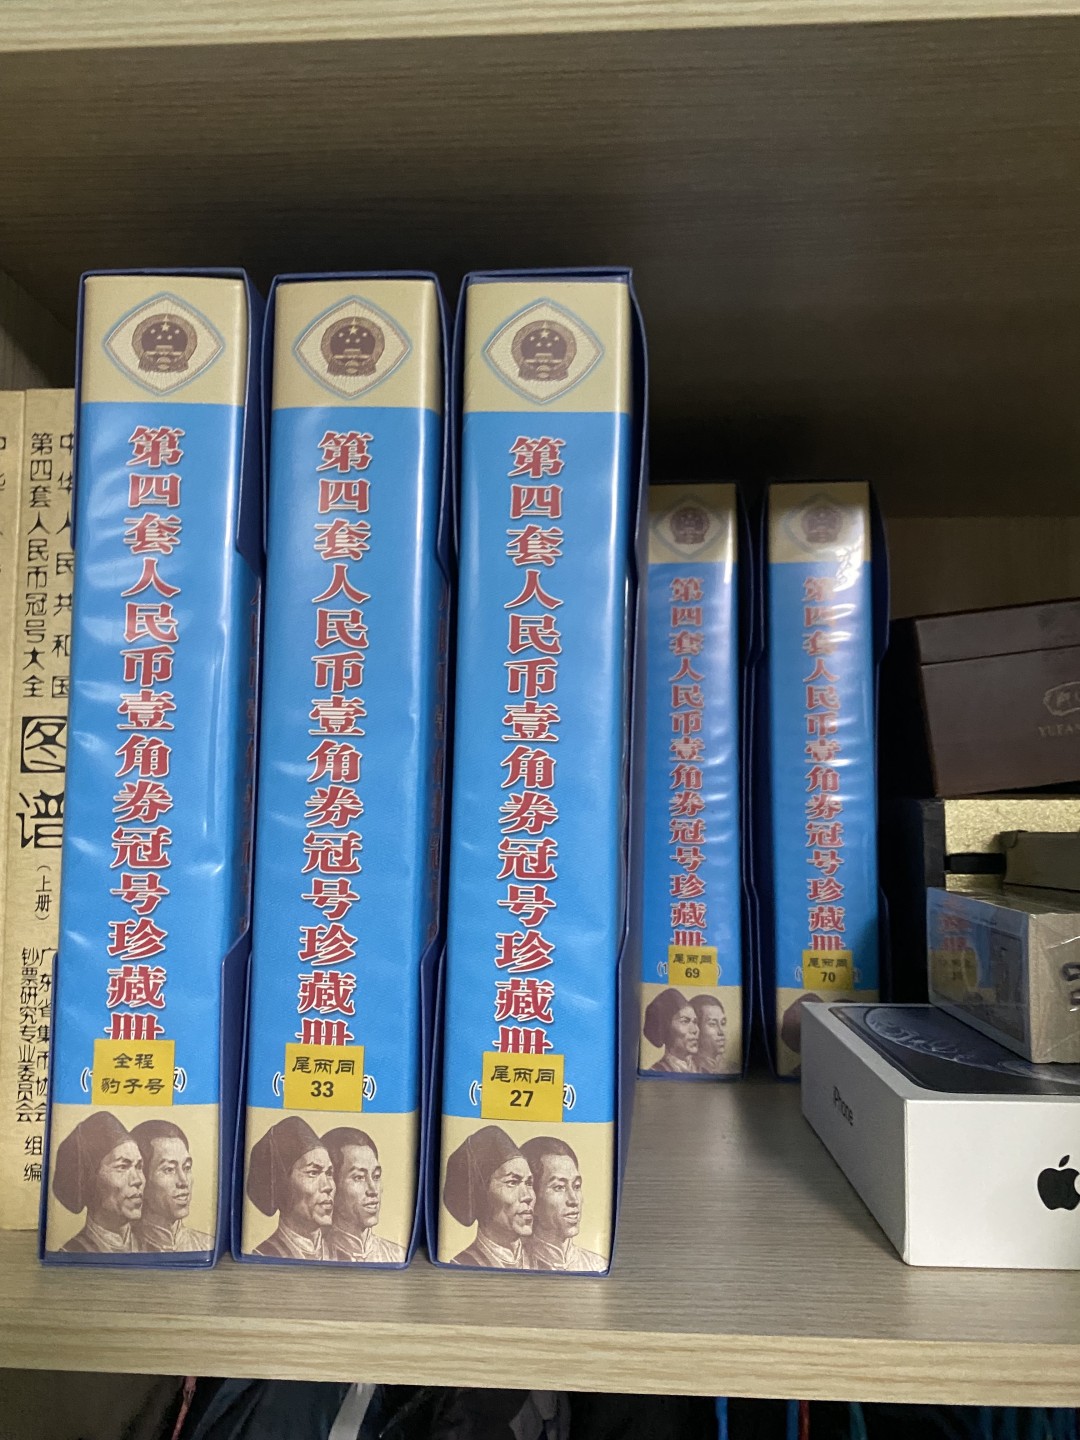 中华人民共和国
第四套人民币冠号大全
图谱
（上册）
广东省集币协会
钞票研究专业委员会
组编
第四套人民币壹角券冠号珍藏册
全程
豹子号
第四套人民币壹角券冠号珍藏册
尾两同
33
第四套人民币壹角券冠号珍藏册
尾两同
27
第四套人民币壹角券冠号珍藏册
尾两同
69
第四套人民币壹角券冠号珍藏册
尾两同
70
iPhone